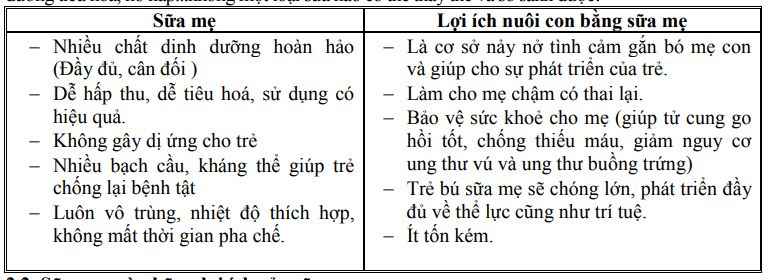 Sữa mẹ
– Nhiều chất dinh dưỡng hoàn hảo
(Đầy đủ, cân đối )
– Dễ hấp thu, dễ tiêu hoá, sử dụng có
hiệu quả.
– Không gây dị ứng cho trẻ
– Nhiều bạch cầu, kháng thể giúp trẻ
chống lại bệnh tật
– Luôn vô trùng, nhiệt độ thích hợp,
không mất thời gian pha chế.
Lợi ích nuôi con bằng sữa mẹ
– Là cơ sở nảy nở tình cảm gắn bó mẹ con
và giúp cho sự phát triển của trẻ.
– Làm cho mẹ chậm có thai lại.
– Bảo vệ sức khoẻ cho mẹ (giúp tử cung go
hồi tốt, chống thiếu máu, giảm nguy cơ
ung thư vú và ung thư buồng trứng)
– Trẻ bú sữa mẹ sẽ chóng lớn, phát triển đầy
đủ về thể lực cũng như trí tuệ.
– Ít tốn kém.